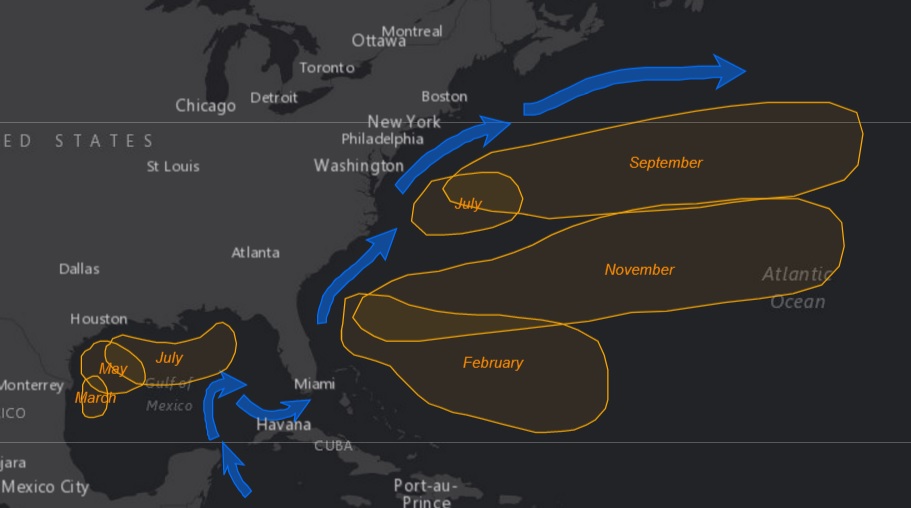 Montreal
Ottawa
Toronto
Boston
Detroit
Chicago
New York
Philadelphia
ED STATES
St Louis
Washington
September
July
Atlanta
Dallas
November
Atlantic
Ocean
Houston
July
May
February
Monterrey
Gulf of
Mexico
Miami
March
ICO
Havana
CUBA
jara
Mexico City
Port-au-
Prince